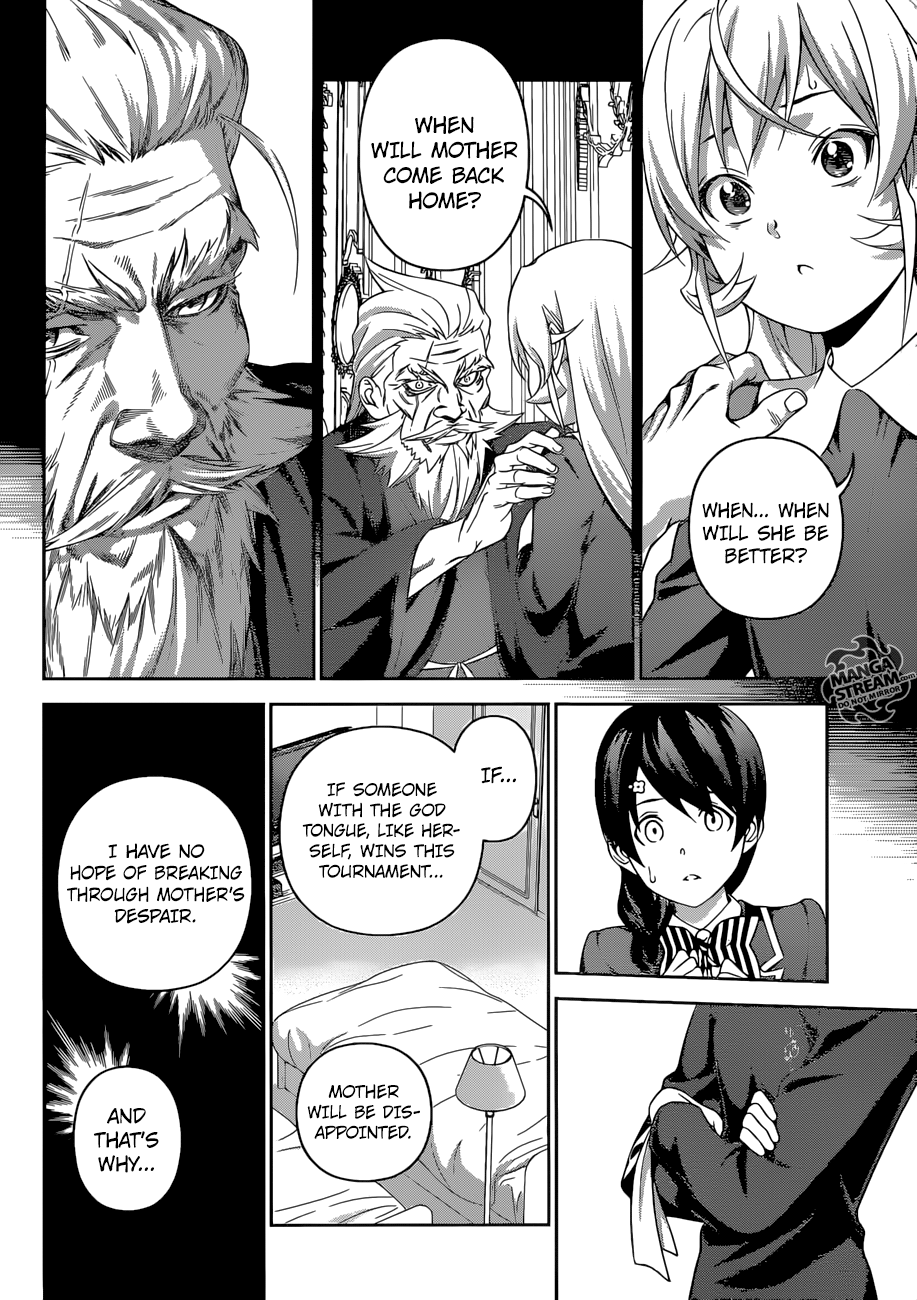 WHEN... WHEN
WILL SHE BE
BETTER?
WHEN
WILL MOTHER
COME BACK
HOME?
MANGA
STREAM.com
DO NOT MIRROR
IF...
IF SOMEONE
WITH THE GOD
TONGUE, LIKE HER-
SELF, WINS THIS
TOURNAMENT...
MOTHER
WILL BE DIS-
APPOINTED.
I HAVE NO
HOPE OF BREAKING
THROUGH MOTHER'S
DESPAIR.
AND
THAT'S
WHY...